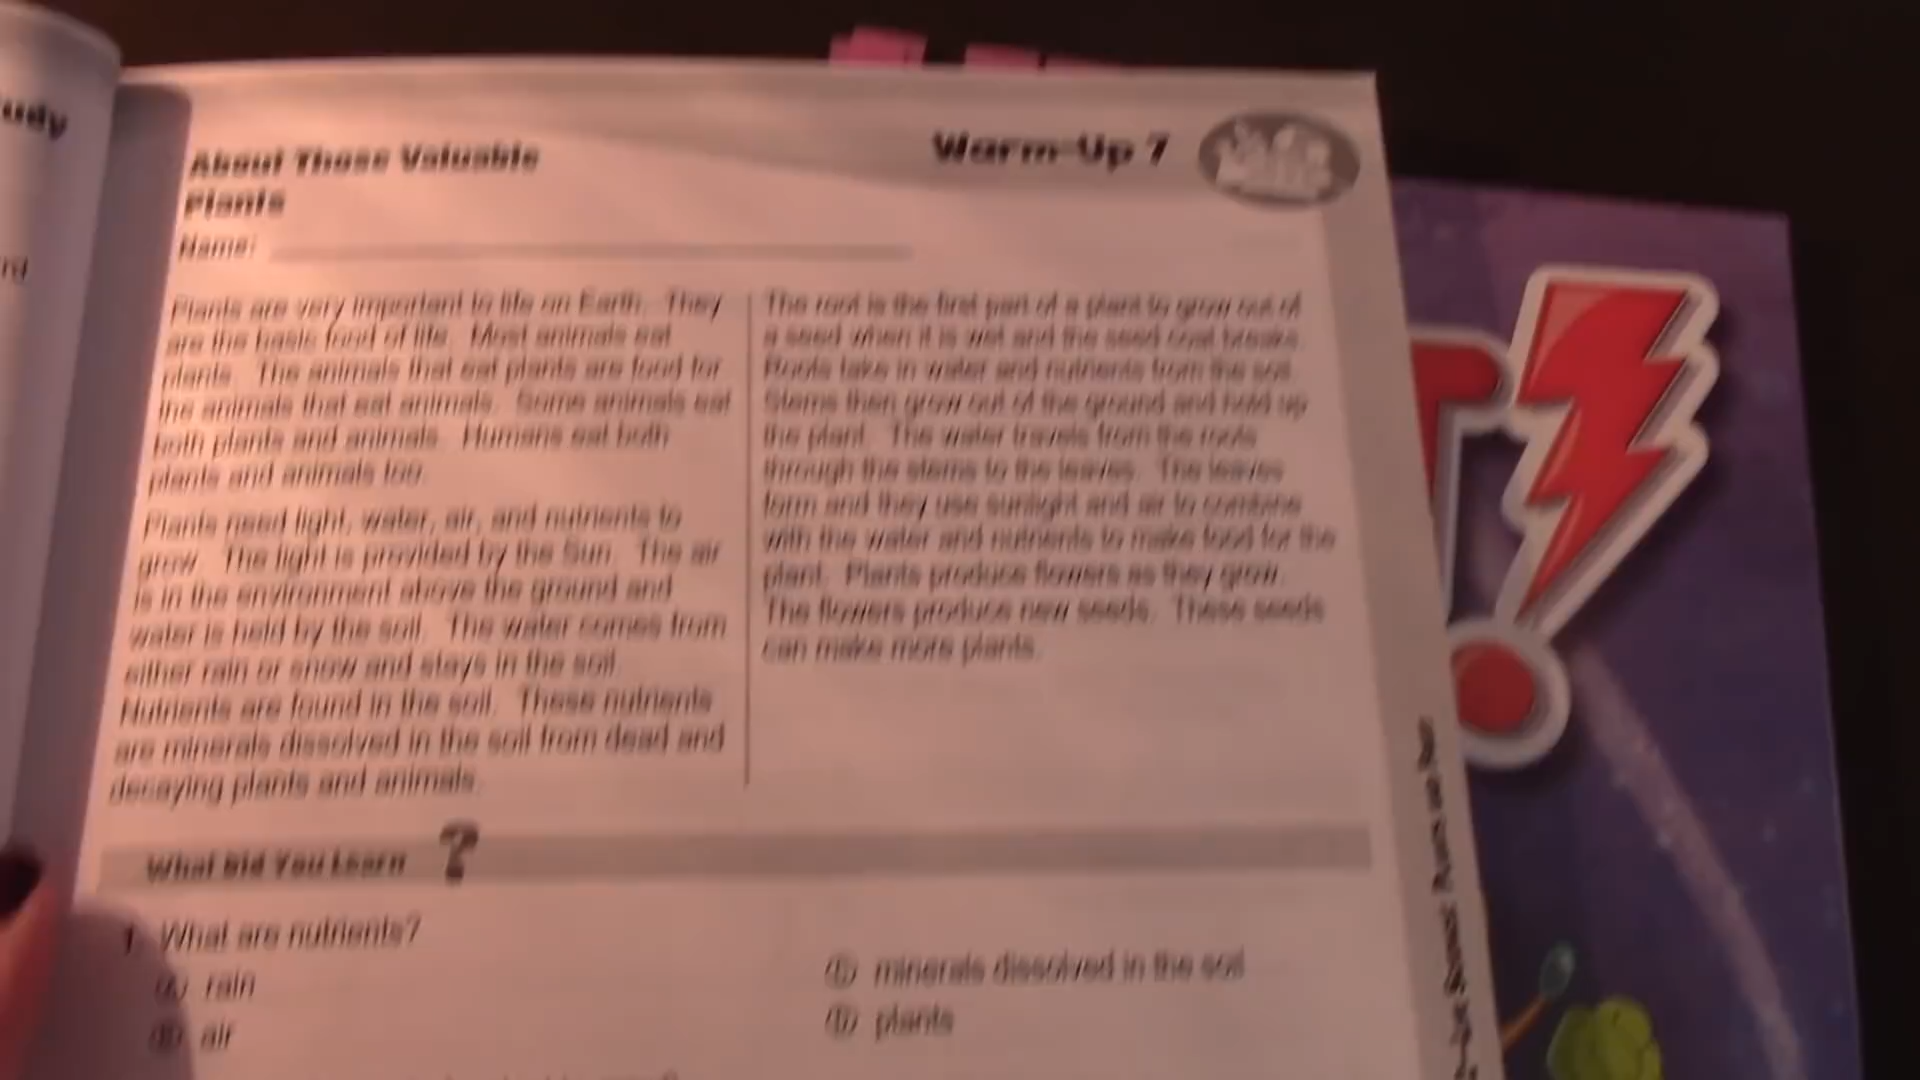 udy
About Those Valuable
Plants
Warm-Up 7
Name:
Plants are very important to life on Earth. They
are the basic food of life. Most animals eat
plants. The animals that eat plants are food for
the animals that eat animals. Some animals eat
both plants and animals. Humans eat both
plants and animals too.
Plants need light, water, air, and nutrients to
grow. The light is provided by the Sun. The air
is in the environment above the ground and
water is held by the soil. The water comes from
either rain or snow and stays in the soil.
Nutrients are found in the soil. These nutrients
are minerals dissolved in the soil from dead and
decaying plants and animals.
The root is the first part of a plant to grow out of
a seed when it is wet and the seed coat breaks.
Roots take in water and nutrients from the soil.
Stems then grow out of the ground and hold up
the plant. The water travels from the roots
through the stems to the leaves. The leaves
form and they use sunlight and air to combine
with the water and nutrients to make food for the
plant. Plants produce flowers as they grow.
The flowers produce new seeds. These seeds
can make more plants.
What Did You Learn ?
1. What are nutrients?
rain
air
minerals dissolved in the soil
plants
T!